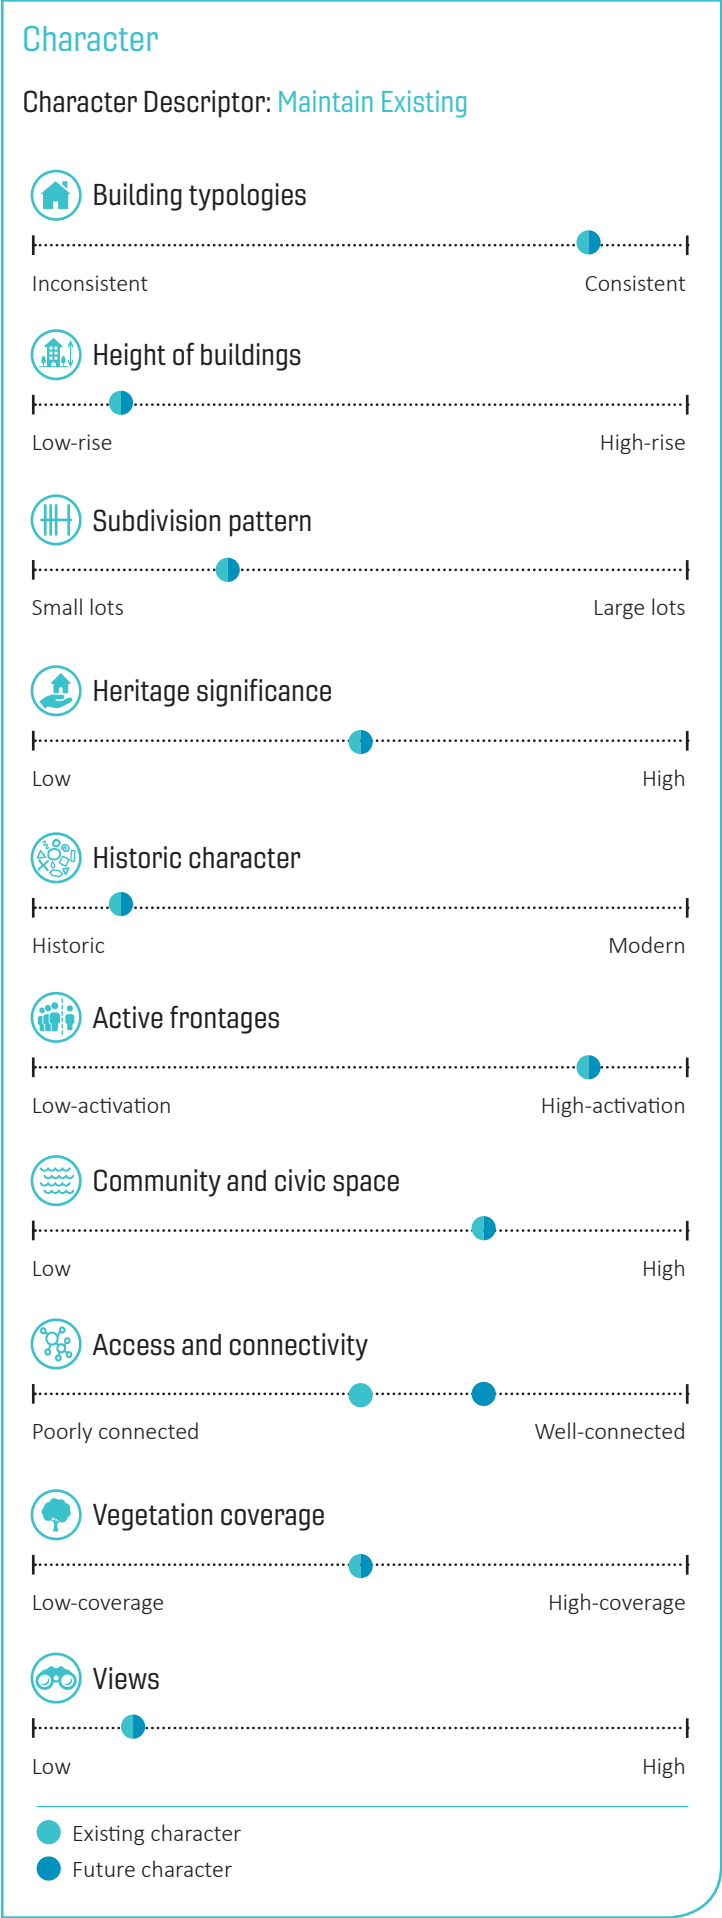 Character
Character Descriptor: Maintain Existing
Building typologies
Inconsistent Consistent
Height of buildings
Low-rise High-rise
Subdivision pattern
Small lots Large lots
Heritage significance
Low High
Historic character
Historic Modern
Active frontages
Low-activation High-activation
Community and civic space
Low High
Access and connectivity
Poorly connected Well-connected
Vegetation coverage
Low-coverage High-coverage
Views
Low High
Existing character
Future character